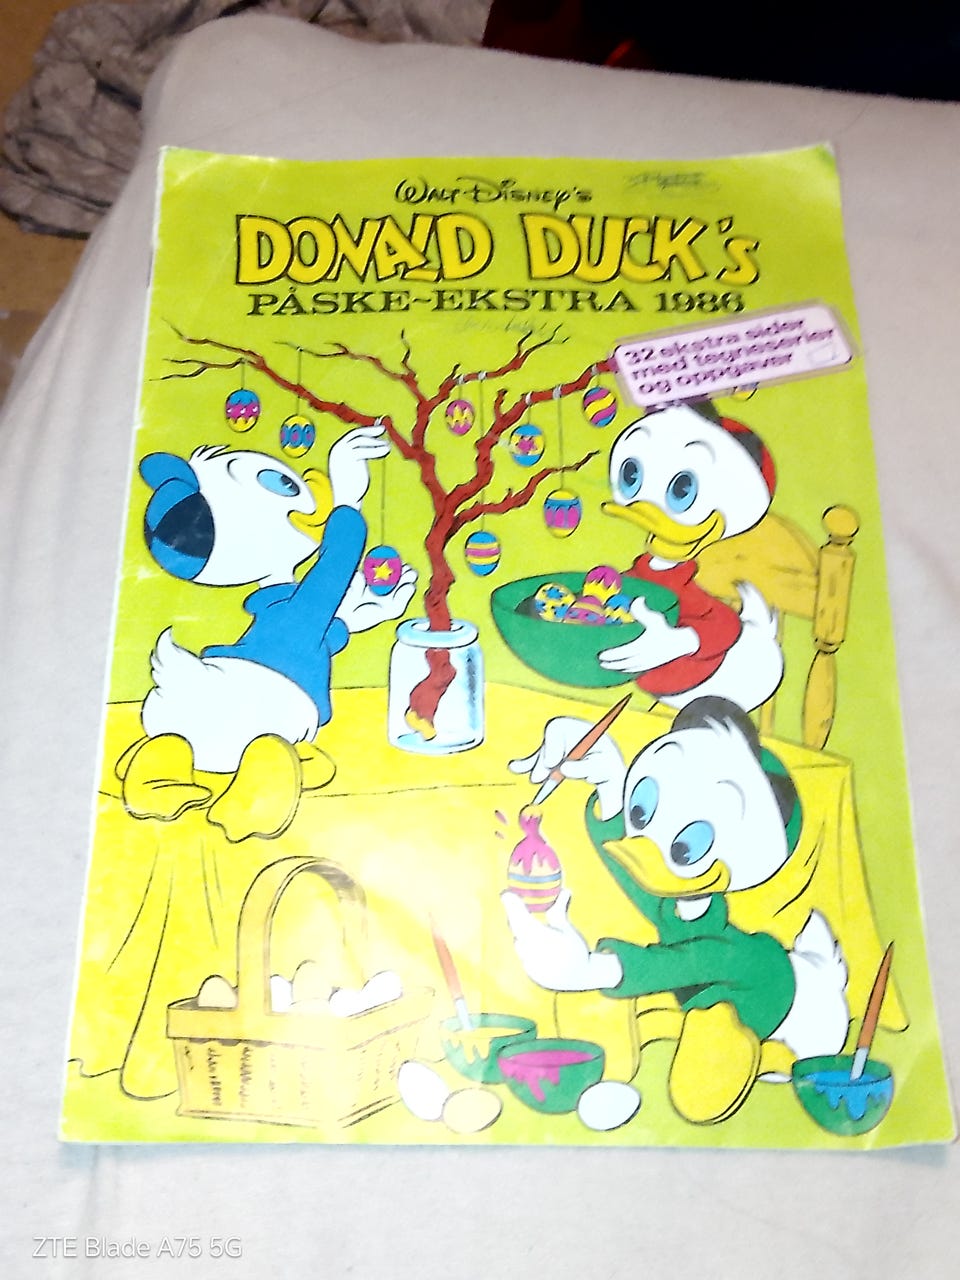 Walt Disney's
DONALD DUCK's
PÅSKE-EKSTRA 1986
32 ekstra sider
med tegneserier
og oppgaver
ZTE Blade A75 5G